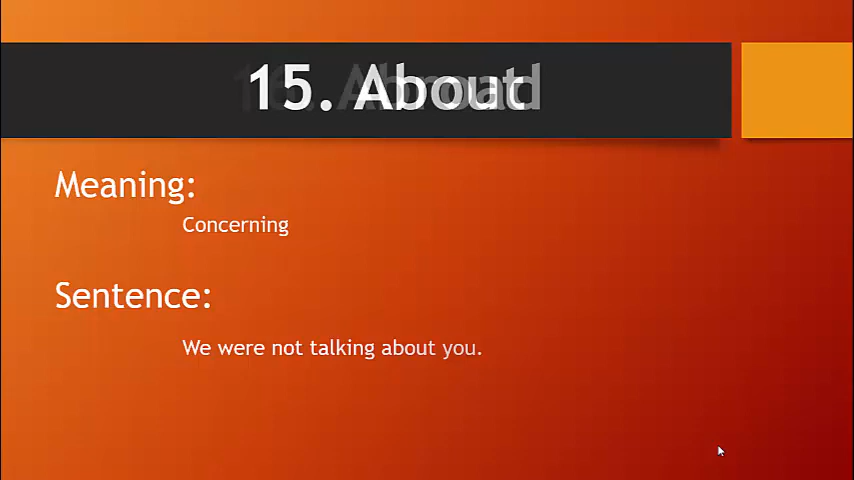 15. About
Meaning:
Concerning
Sentence:
We were not talking about you.